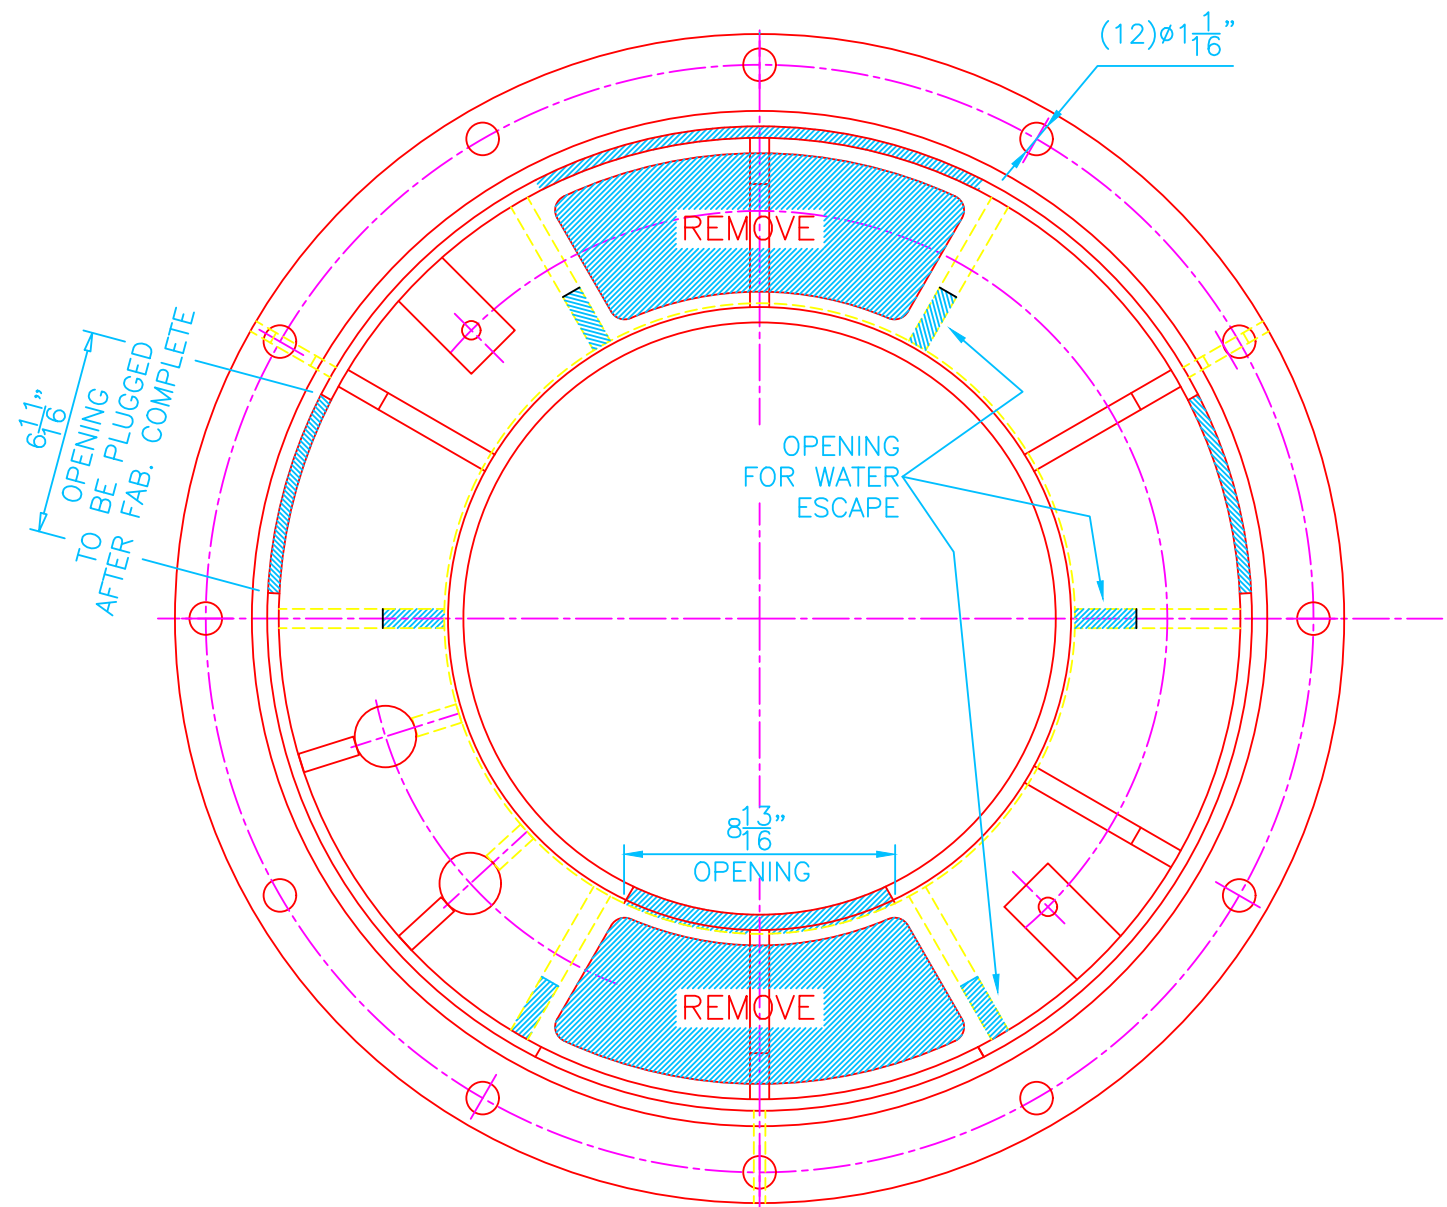 (12)ø1 1/16"
REMOVE
6 11/16"
OPENING
TO BE PLUGGED
AFTER FAB. COMPLETE
OPENING
FOR WATER
ESCAPE
8 13/16"
OPENING
REMOVE